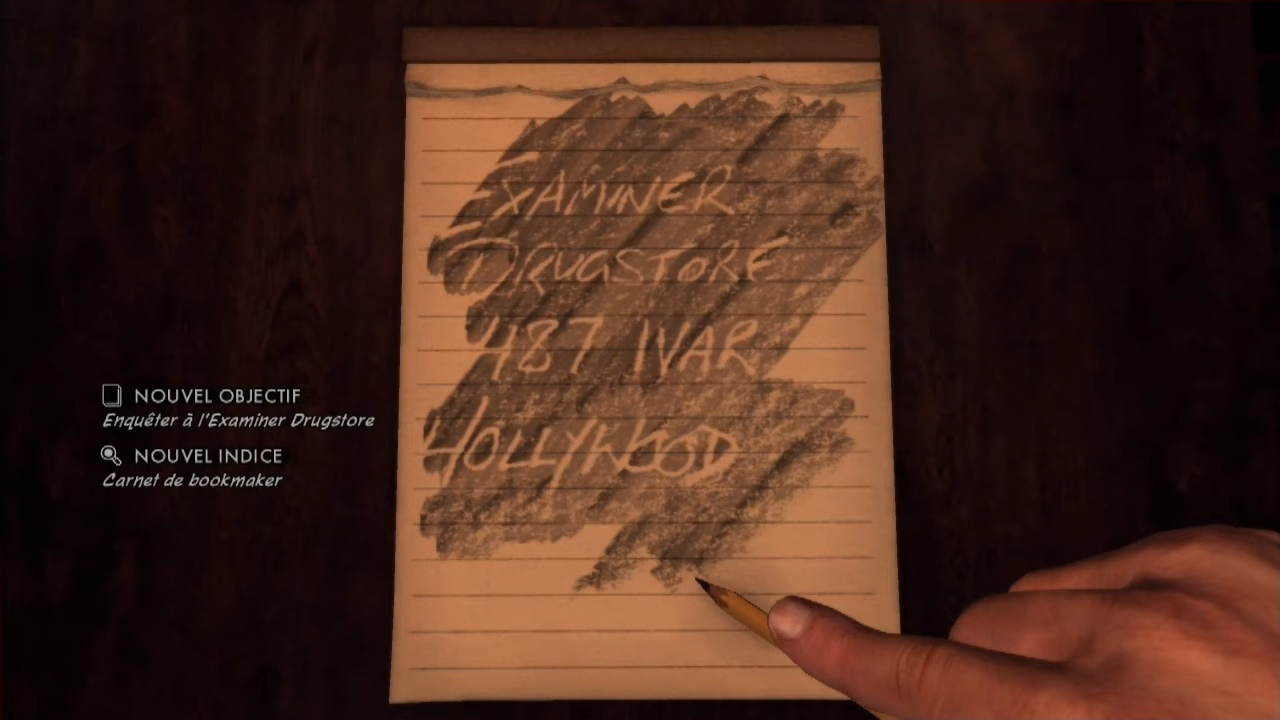 EXAMINER
DRUGSTORE
487 IVAR
HOLLYWOOD
NOUVEL OBJECTIF
Enquêter à l'Examiner Drugstore
NOUVEL INDICE
Carnet de bookmaker